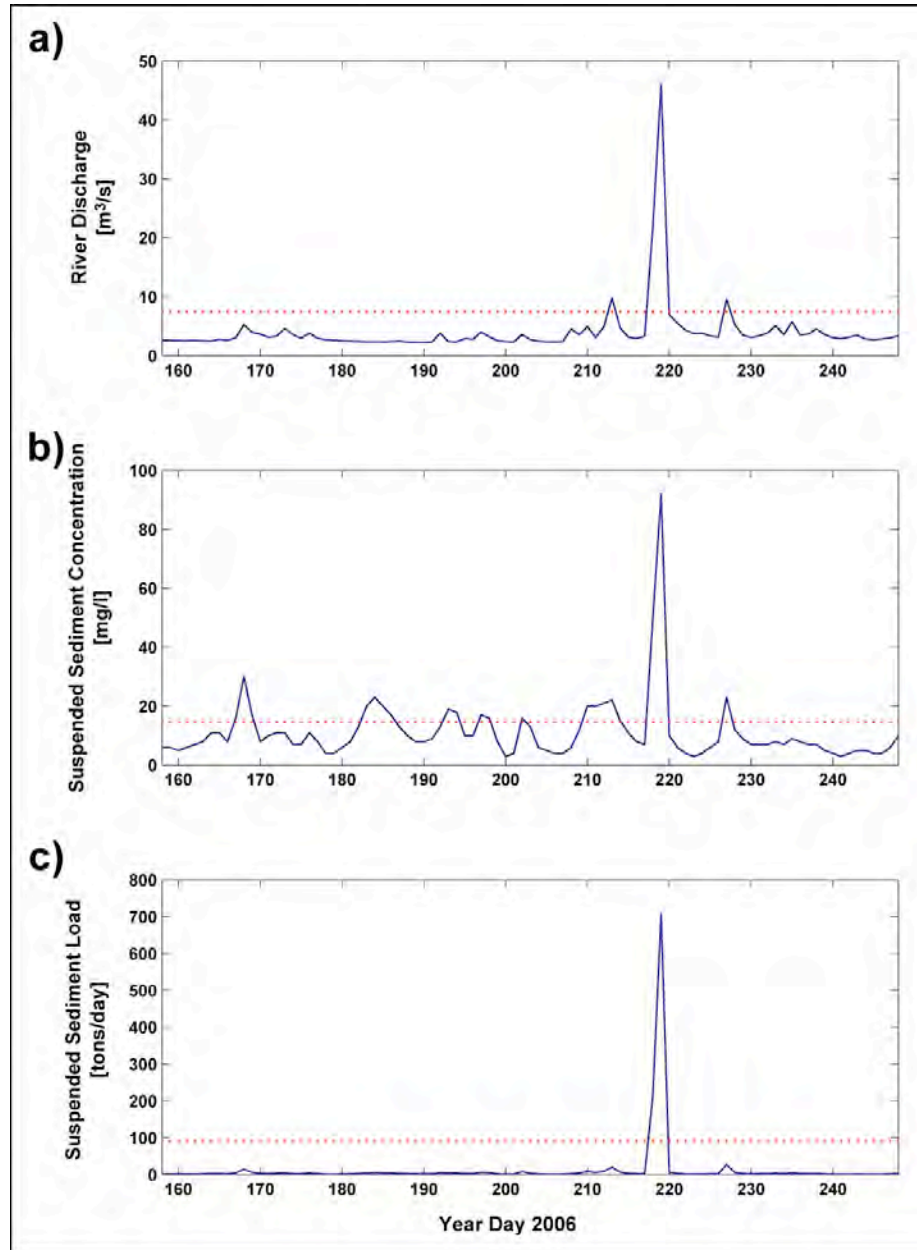 a)
River Discharge
[m³/s]
50
40
30
20
10
0
160 170 180 190 200 210 220 230 240
b)
Suspended Sediment Concentration
[mg/l]
100
80
60
40
20
0
160 170 180 190 200 210 220 230 240
c)
Suspended Sediment Load
[tons/day]
800
700
600
500
400
300
200
100
0
160 170 180 190 200 210 220 230 240
Year Day 2006